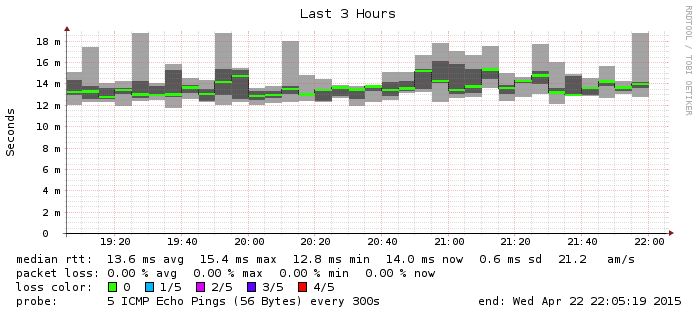 Last 3 Hours
RRDTOOL / TOBI OETIKER
Seconds
18 m
16 m
14 m
12 m
10 m
8 m
6 m
4 m
2 m
0
19:20 19:40 20:00 20:20 20:40 21:00 21:20 21:40 22:00
median rtt: 13.6 ms avg 15.4 ms max 12.8 ms min 14.0 ms now 0.6 ms sd 21.2 am/s
packet loss: 0.00 % avg 0.00 % max 0.00 % min 0.00 % now
loss color: 0 1/5 2/5 3/5 4/5
probe: 5 ICMP Echo Pings (56 Bytes) every 300s end: Wed Apr 22 22:05:19 2015